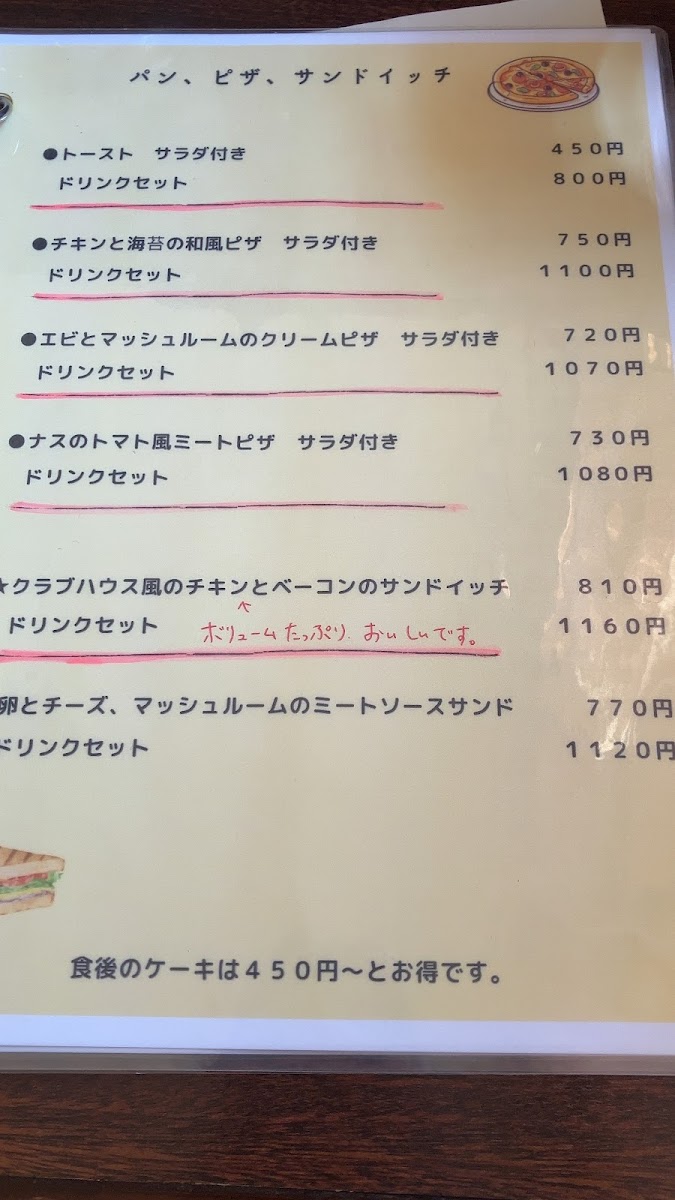 パン、ピザ、サンドイッチ
●トースト　サラダ付き　４５０円
ドリンクセット　８００円
●チキンと海苔の和風ピザ　サラダ付き　７５０円
ドリンクセット　１１００円
●エビとマッシュルームのクリームピザ　サラダ付き　７２０円
ドリンクセット　１０７０円
●ナスのトマト風ミートピザ　サラダ付き　７３０円
ドリンクセット　１０８０円
★クラブハウス風のチキンとベーコンのサンドイッチ　８１０円
ドリンクセット　１１６０円
ボリュームたっぷり。おいしいです。
卵とチーズ、マッシュルームのミートソースサンド　７７０円
ドリンクセット　１１２０円
食後のケーキは４５０円～とお得です。